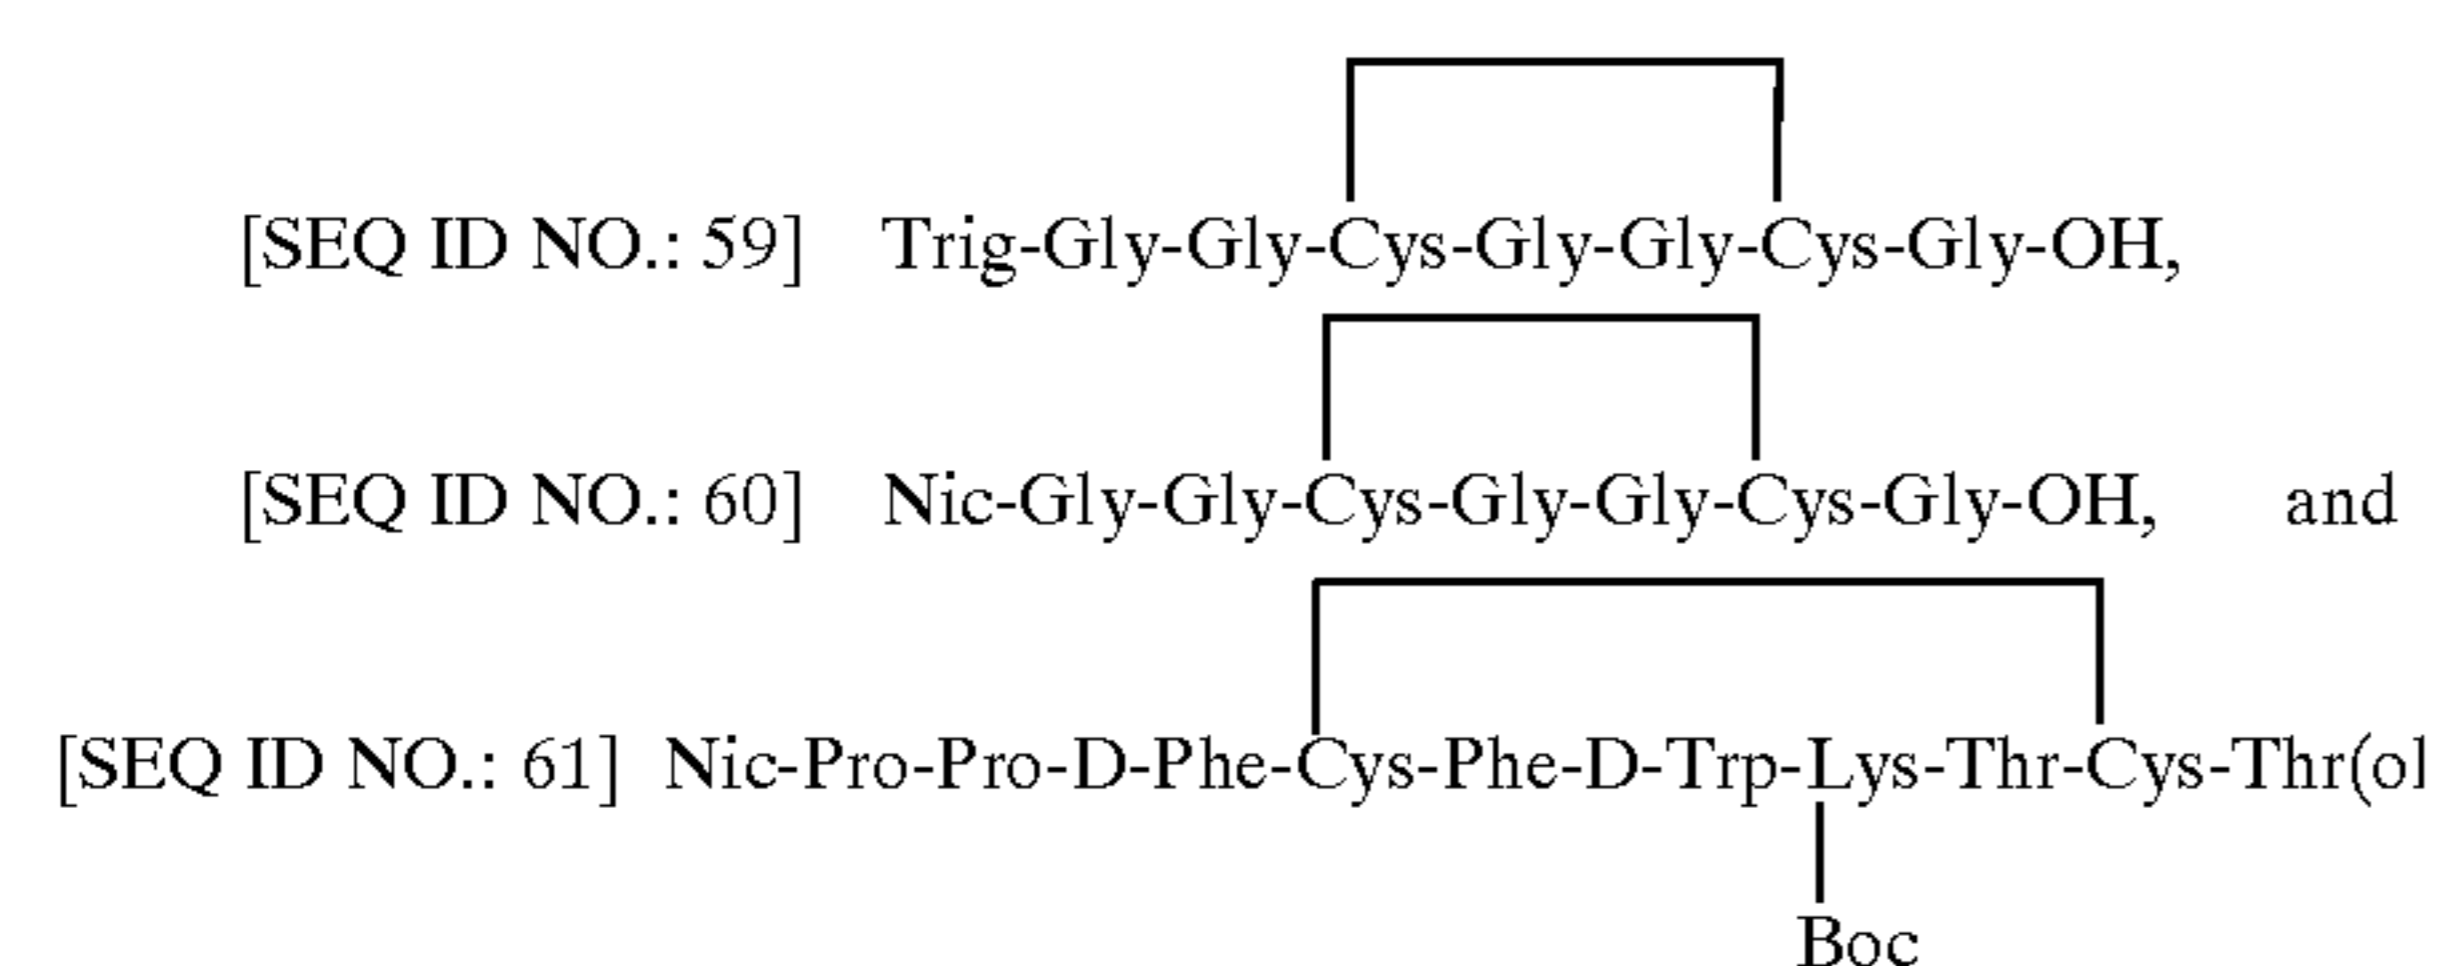 [SEQ ID NO.: 59] Trig-Gly-Gly-Cys-Gly-Gly-Cys-Gly-OH,
[SEQ ID NO.: 60] Nic-Gly-Gly-Cys-Gly-Gly-Cys-Gly-OH, and
[SEQ ID NO.: 61] Nic-Pro-Pro-D-Phe-Cys-Phe-D-Trp-Lys-Thr-Cys-Thr(ol
Boc